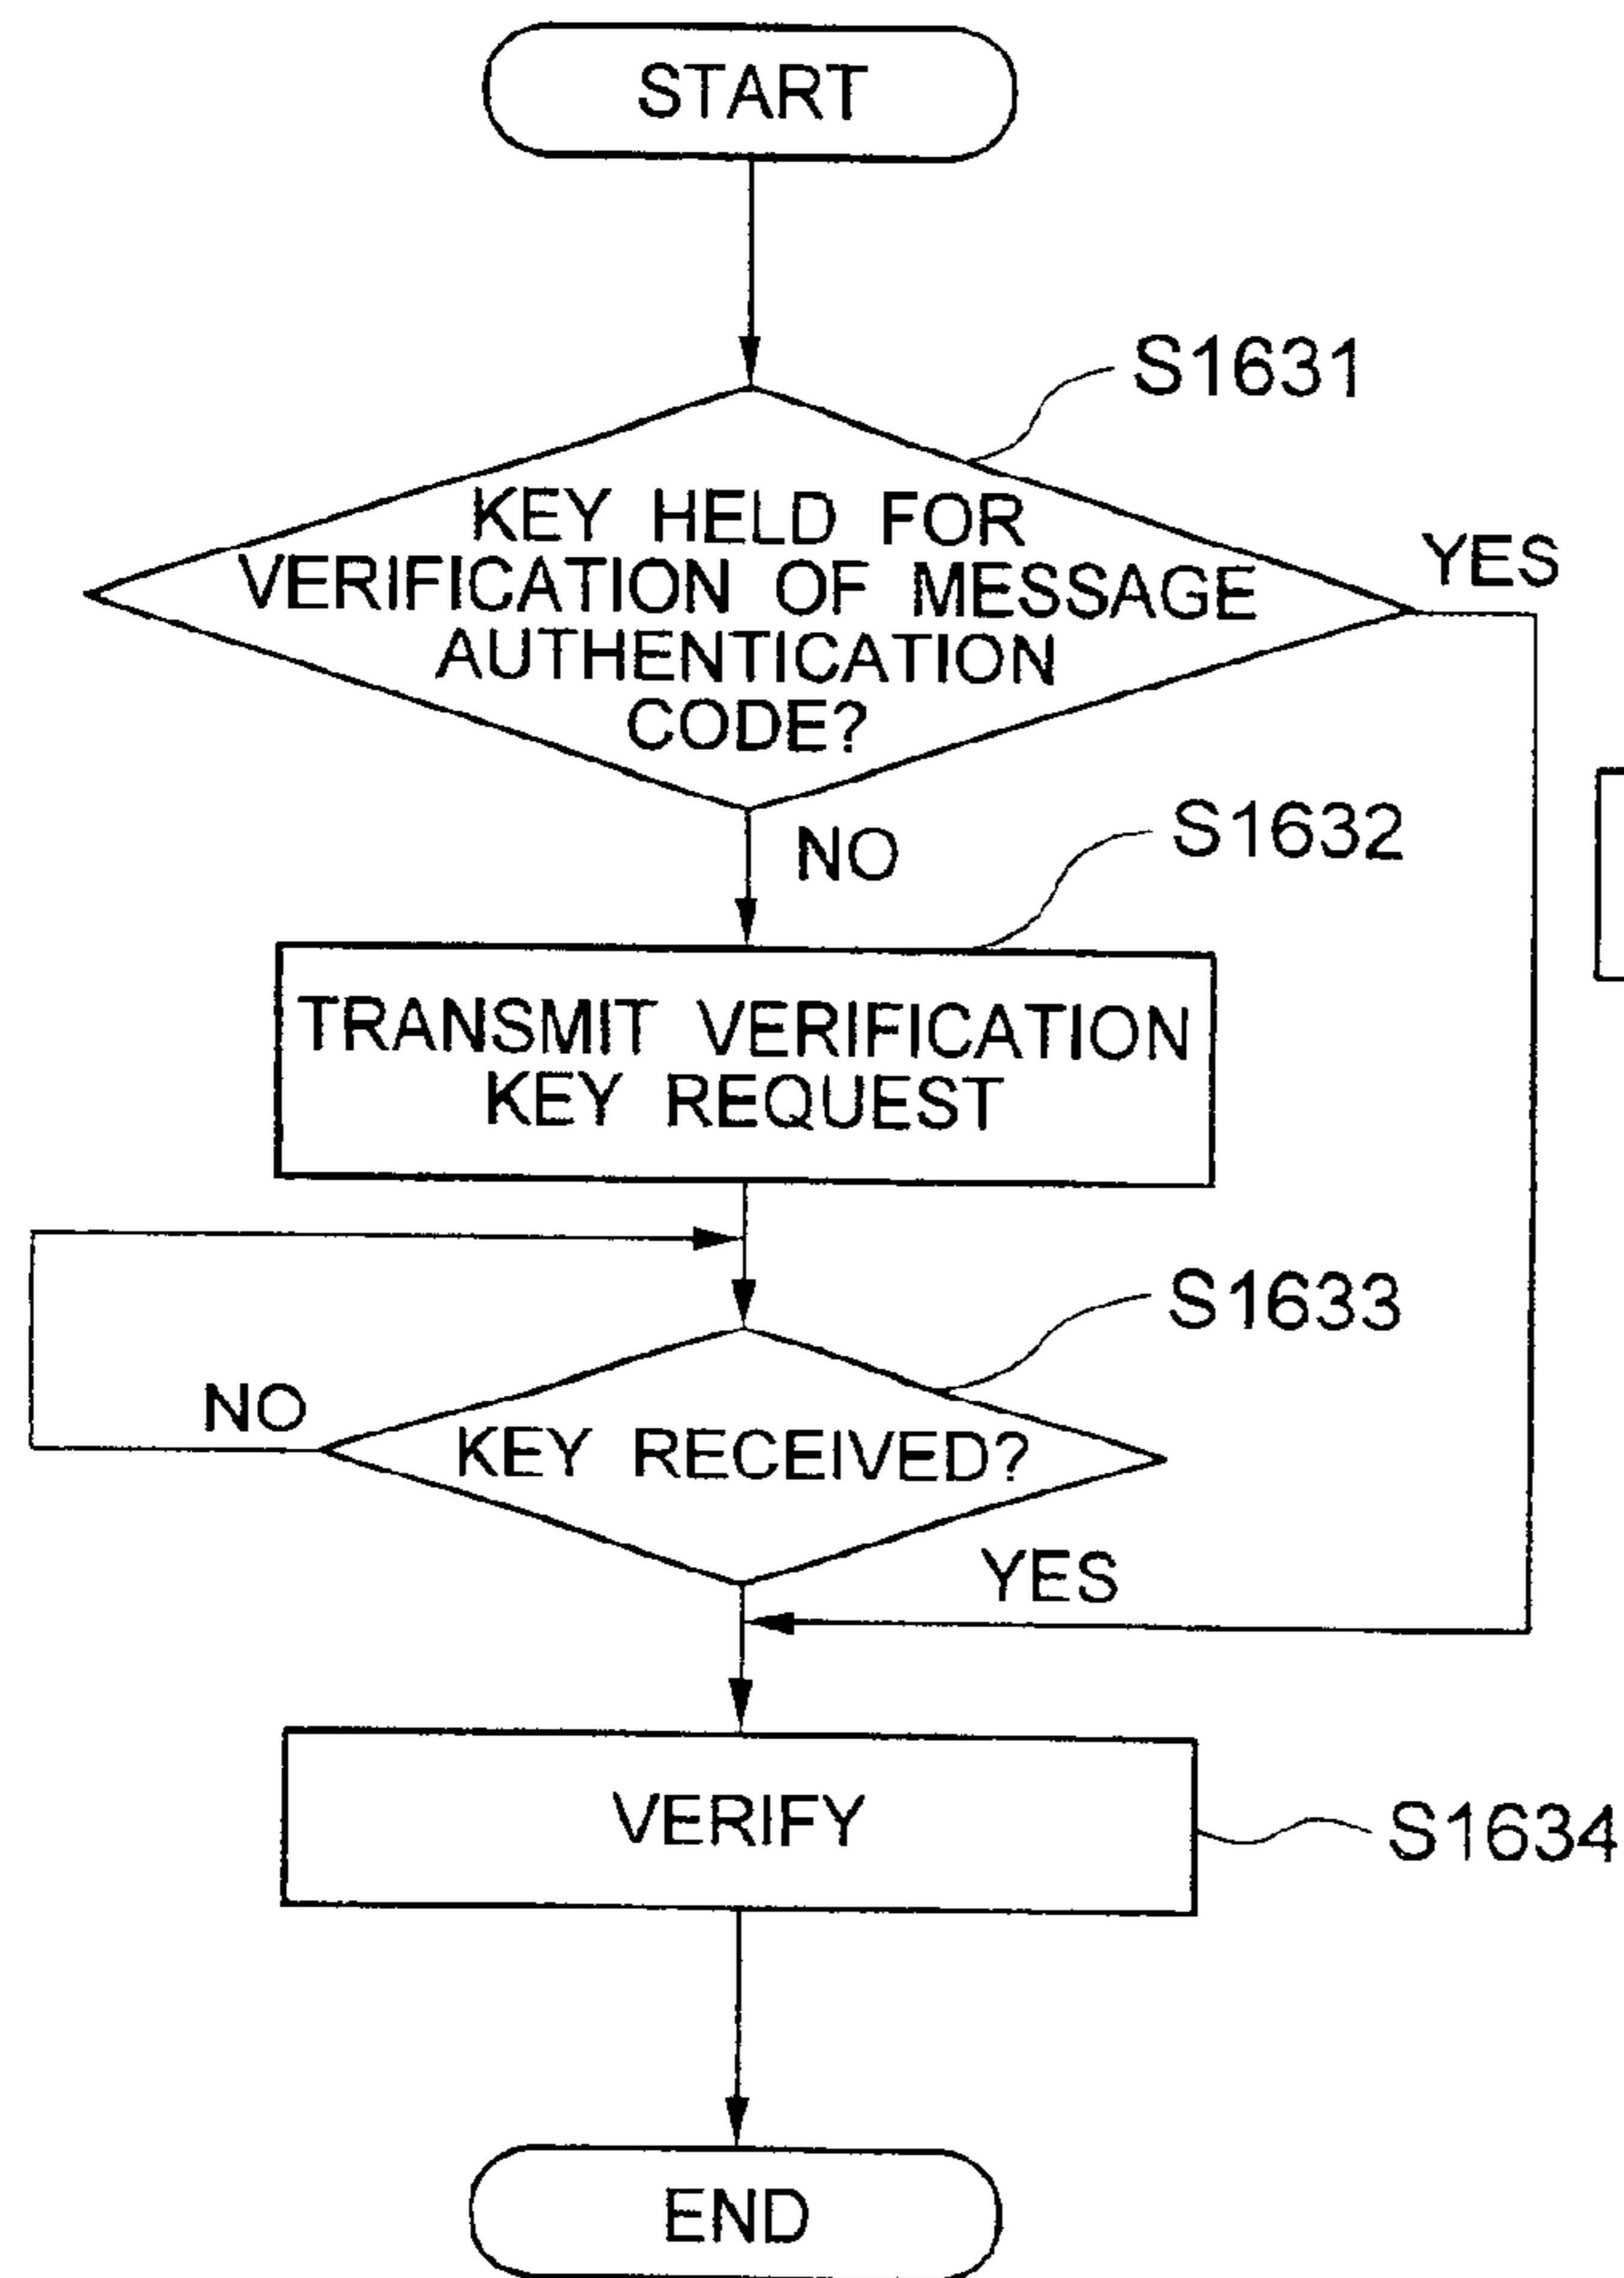 START
S1631
KEY HELD FOR
VERIFICATION OF MESSAGE
AUTHENTICATION
CODE?
YES
NO
S1632
TRANSMIT VERIFICATION
KEY REQUEST
S1633
NO
KEY RECEIVED?
YES
VERIFY
S1634
END